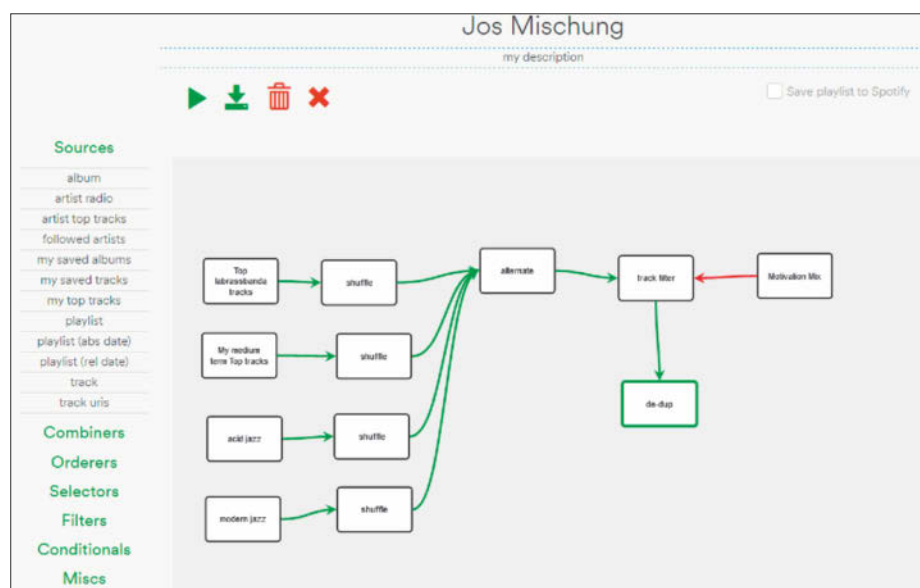 Jos Mischung
my description
Save playlist to Spotify
Sources
album
artist radio
artist top tracks
followed artists
my saved albums
my saved tracks
my top tracks
playlist
playlist (abs date)
playlist (rel date)
track
track uris
Combiners
Orderers
Selectors
Filters
Conditionals
Miscs
Top
labrassbanda
tracks
shuffle
alternate
track filter
Motivation Mix
My medium
term Top tracks
shuffle
de-dup
acid jazz
shuffle
modern jazz
shuffle